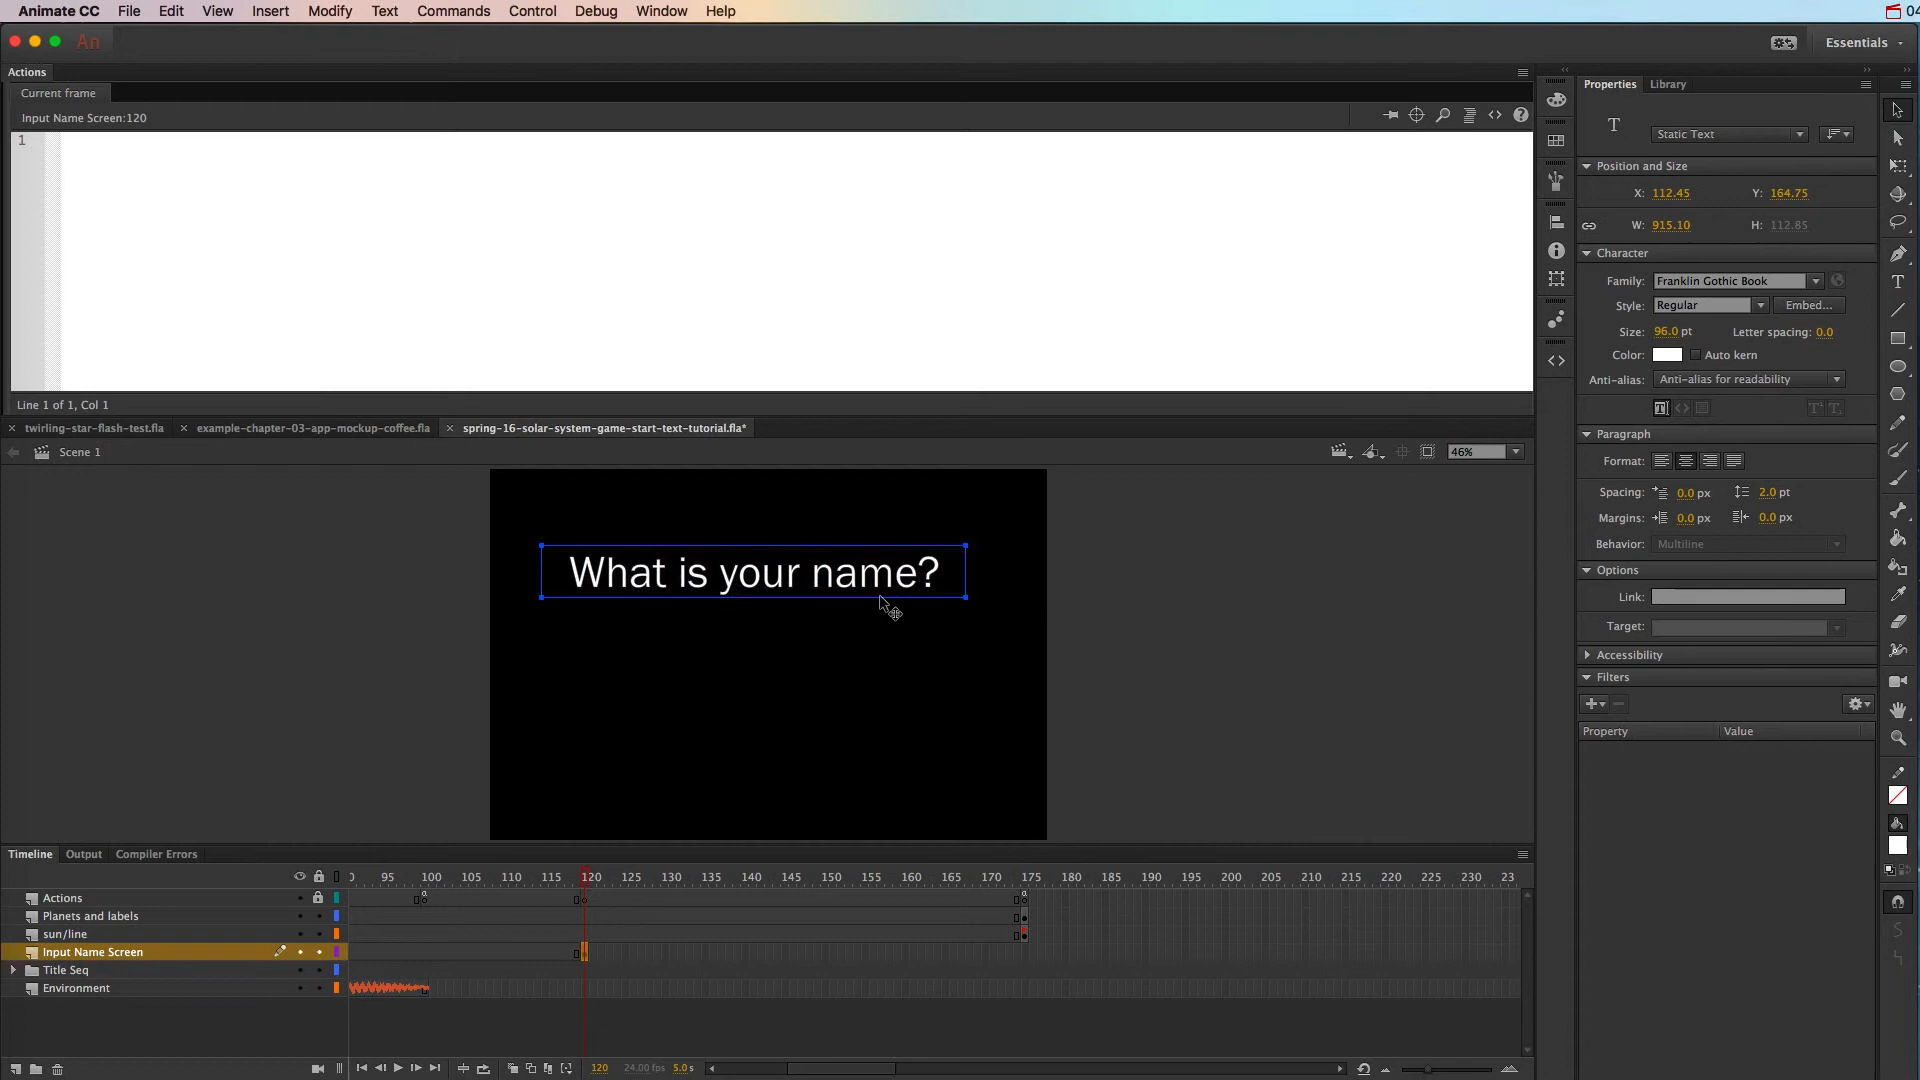 Animate CC File Edit View Insert Modify Text Commands Control Debug Window Help 04
An Essentials
Actions
Current frame
Input Name Screen:120
1
Line 1 of 1, Col 1
twirling-star-flash-test.fla example-chapter-03-app-mockup-coffee.fla spring-16-solar-system-game-start-text-tutorial.fla*
Scene 1 46%
What is your name?
Properties Library
T Static Text
Position and Size
X: 112.45 Y: 164.75
W: 915.10 H: 112.85
Character
Family: Franklin Gothic Book
Style: Regular Embed...
Size: 96.0 pt Letter spacing: 0.0
Color: Auto kern
Anti-alias: Anti-alias for readability
Paragraph
Format:
Spacing: 0.0 px 2.0 pt
Margins: 0.0 px 0.0 px
Behavior: Multiline
Options
Link:
Target:
Accessibility
Filters
Property Value
Timeline Output Compiler Errors
95 100 105 110 115 120 125 130 135 140 145 150 155 160 165 170 175 180 185 190 195 200 205 210 215 220 225 230 23
Actions
Planets and labels
sun/line
Input Name Screen
Title Seq
Environment
120 24.00 fps 5.0 s